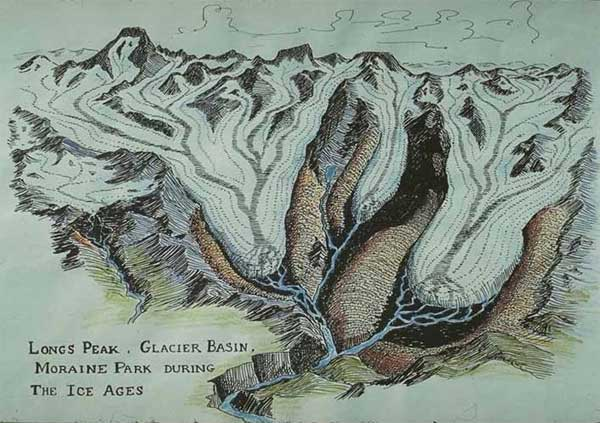 Longs Peak, Glacier Basin,
Moraine Park during
The Ice Ages